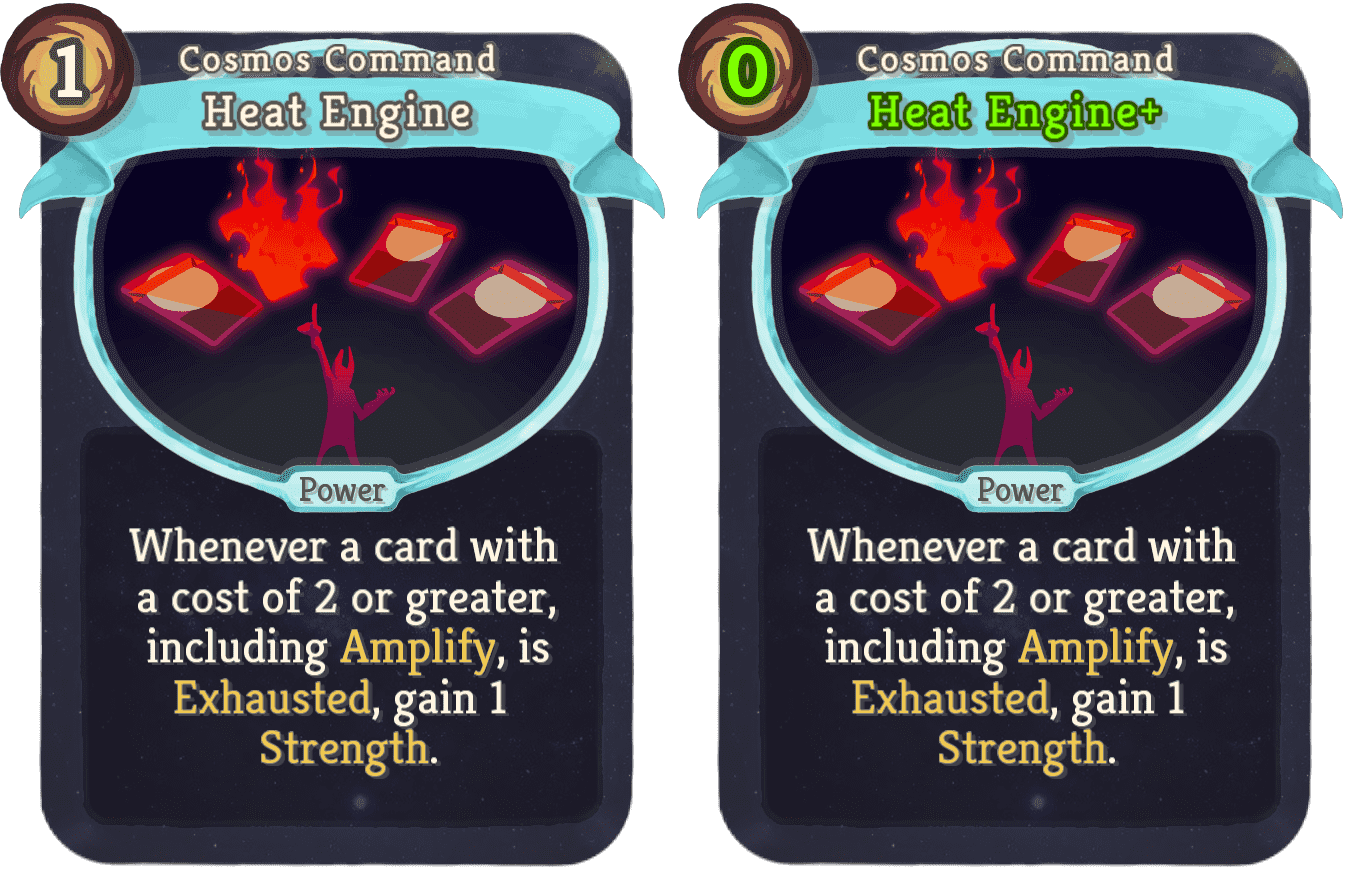 1
Cosmos Command
Heat Engine
Power
Whenever a card with
a cost of 2 or greater,
including Amplify, is
Exhausted, gain 1
Strength.
0
Cosmos Command
Heat Engine+
Power
Whenever a card with
a cost of 2 or greater,
including Amplify, is
Exhausted, gain 1
Strength.